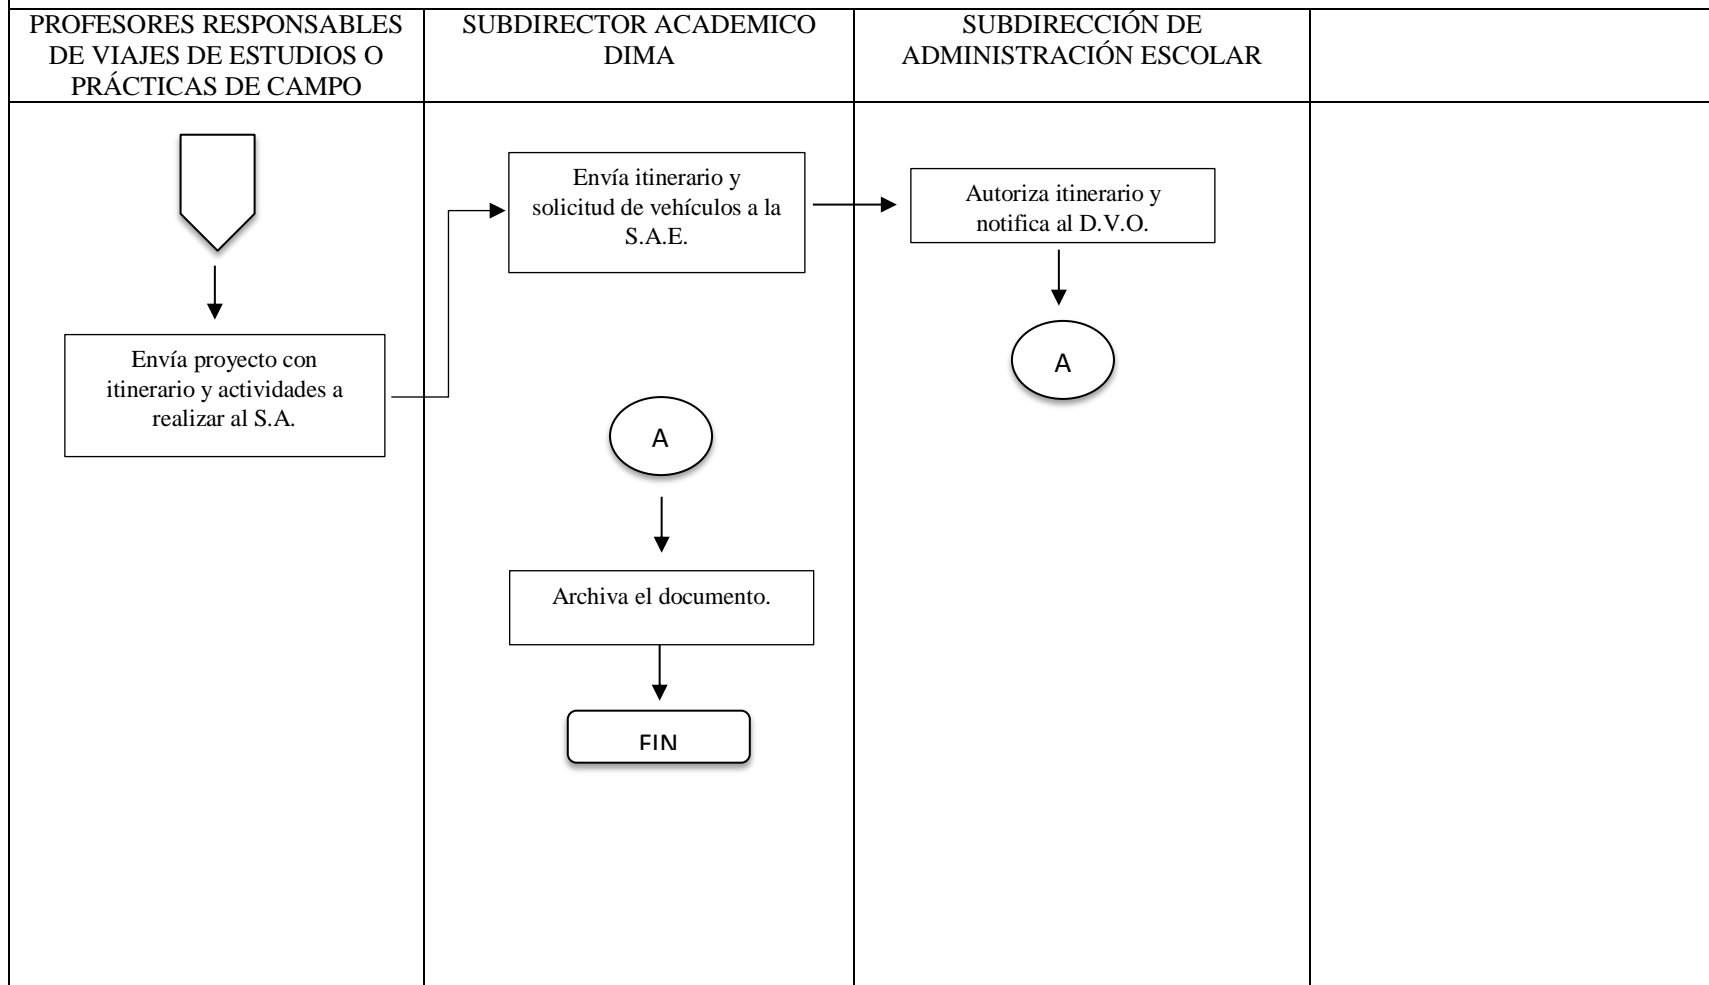 PROFESORES RESPONSABLES
DE VIAJES DE ESTUDIOS O
PRÁCTICAS DE CAMPO
SUBDIRECTOR ACADEMICO
DIMA
SUBDIRECCIÓN DE
ADMINISTRACIÓN ESCOLAR
Envía proyecto con
itinerario y actividades a
realizar al S.A.
Envía itinerario y
solicitud de vehículos a la
S.A.E.
Autoriza itinerario y
notifica al D.V.O.
A
A
Archiva el documento.
FIN